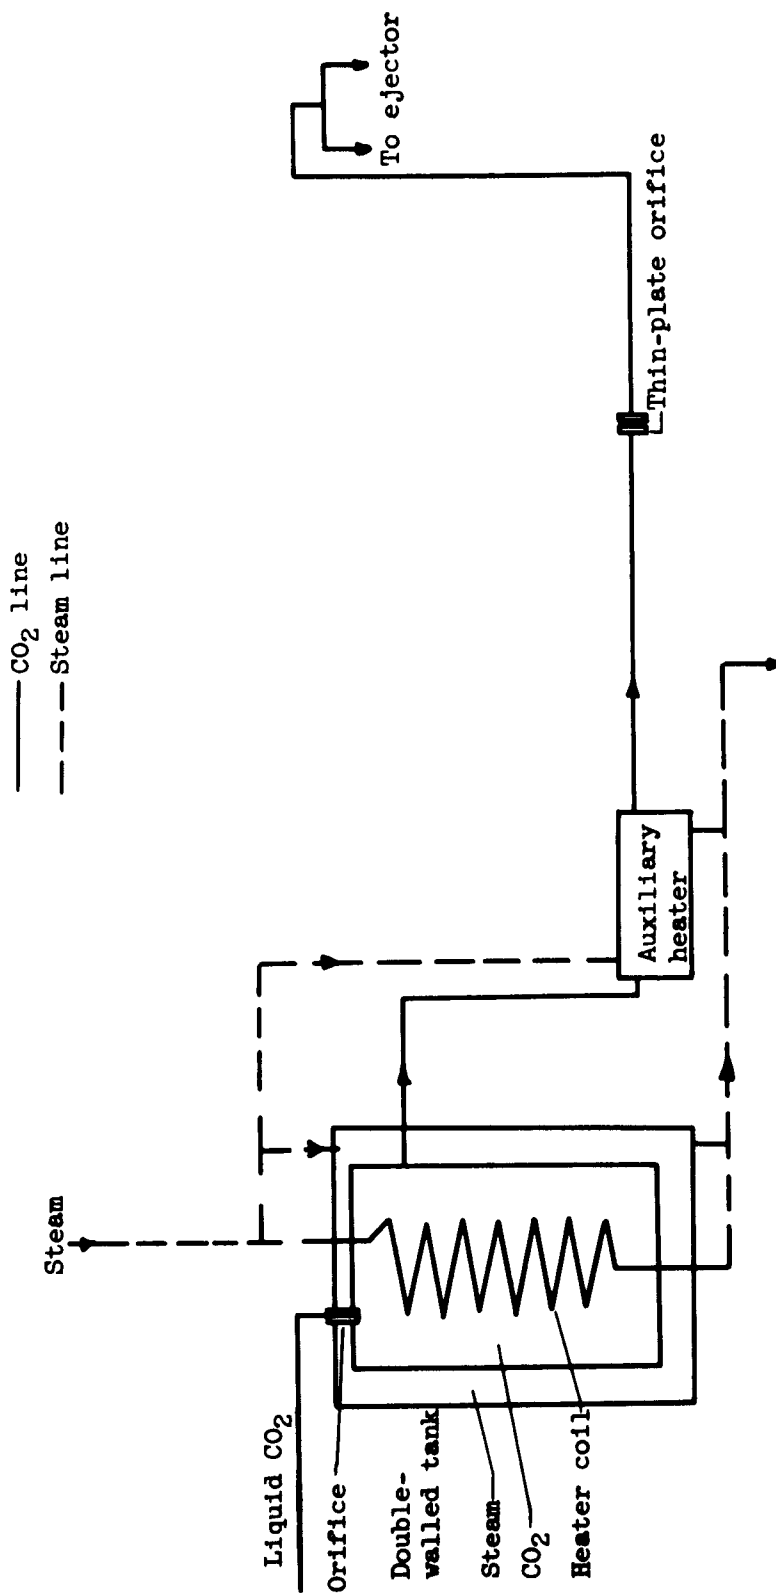 CO2 line
Steam line
Steam
Liquid CO2
Orifice
Double-
walled tank
Steam
CO2
Heater coil
Auxiliary
heater
Thin-plate orifice
To ejector